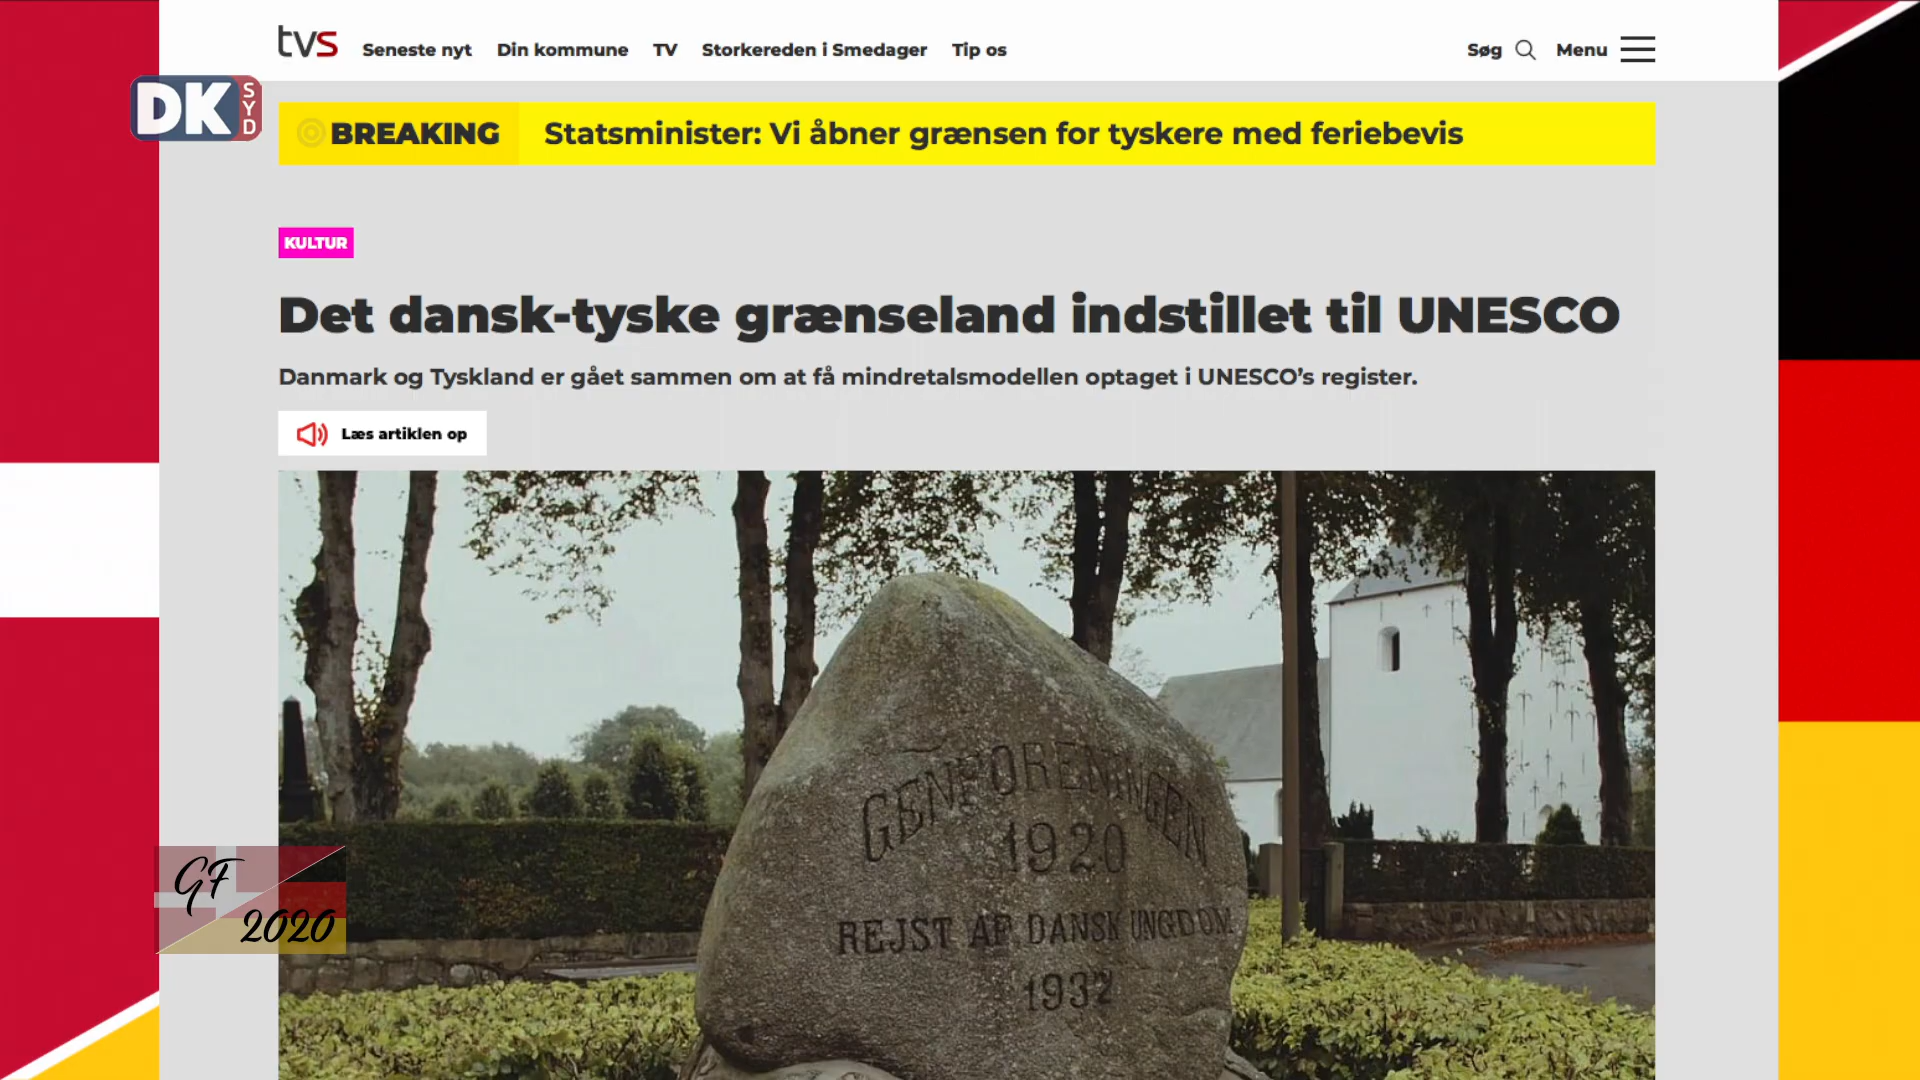 tvs Seneste nyt Din kommune TV Storkereden i Smedager Tip os Søg Menu
DK SYD
BREAKING Statsminister: Vi åbner grænsen for tyskere med feriebevis
KULTUR
Det dansk-tyske grænseland indstillet til UNESCO
Danmark og Tyskland er gået sammen om at få mindretalsmodellen optaget i UNESCO’s register.
Læs artiklen op
GENFORENINGEN
1920
REJST AF DANSK UNGDOM
1932
GF
2020